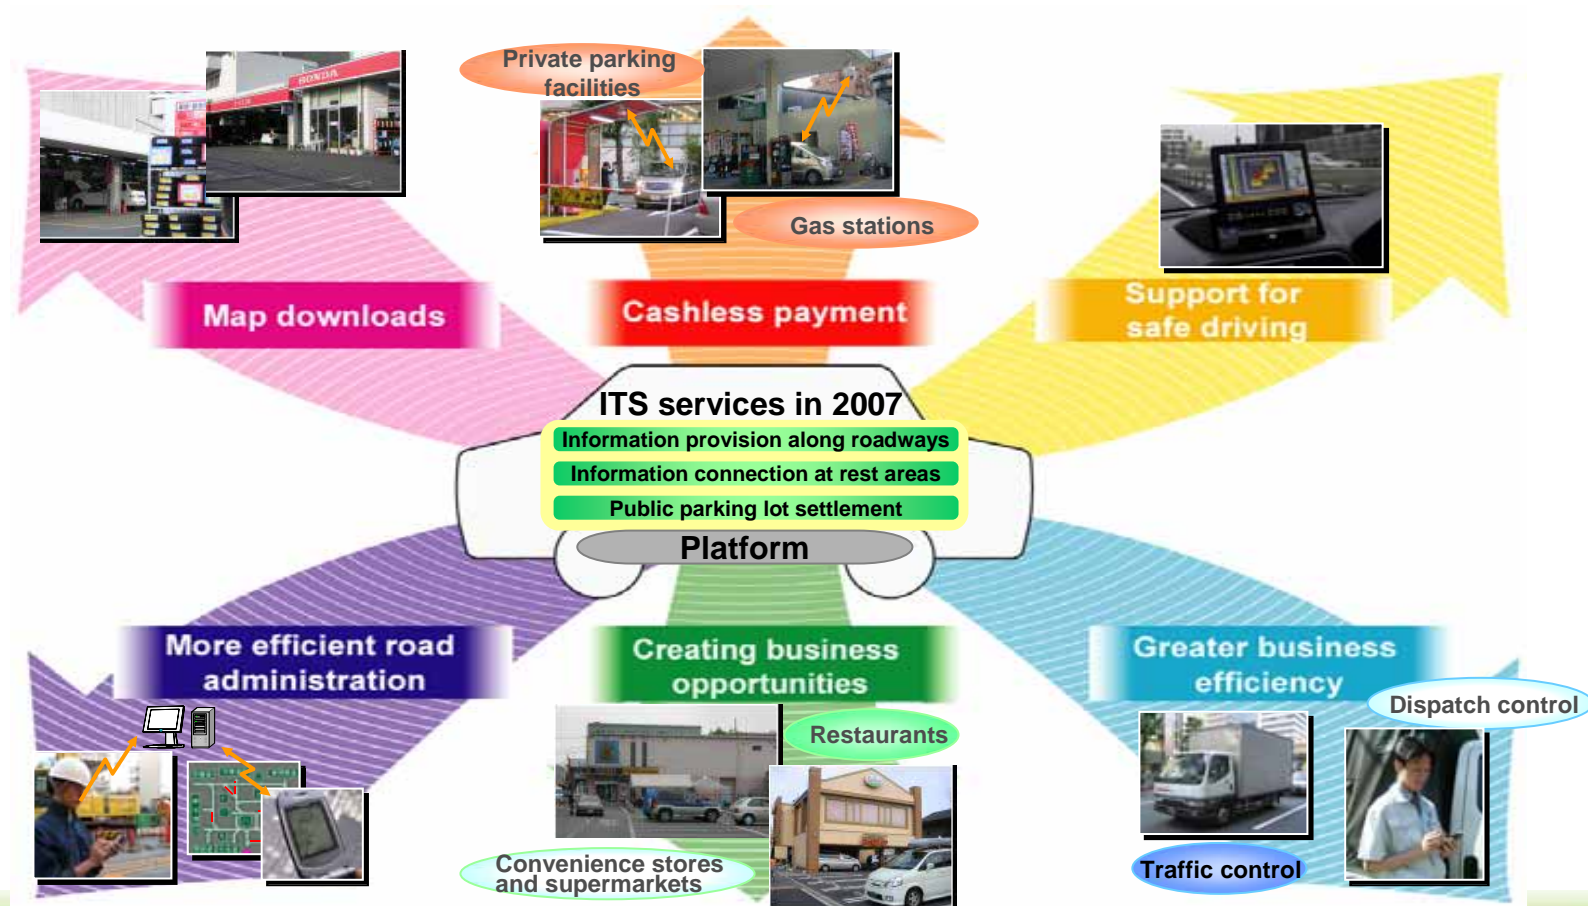 HONDA
Private parking
facilities
Gas stations
Map downloads
Cashless payment
Support for
safe driving
ITS services in 2007
Information provision along roadways
Information connection at rest areas
Public parking lot settlement
Platform
More efficient road
administration
Creating business
opportunities
Greater business
efficiency
Dispatch control
Restaurants
Convenience stores
and supermarkets
Traffic control